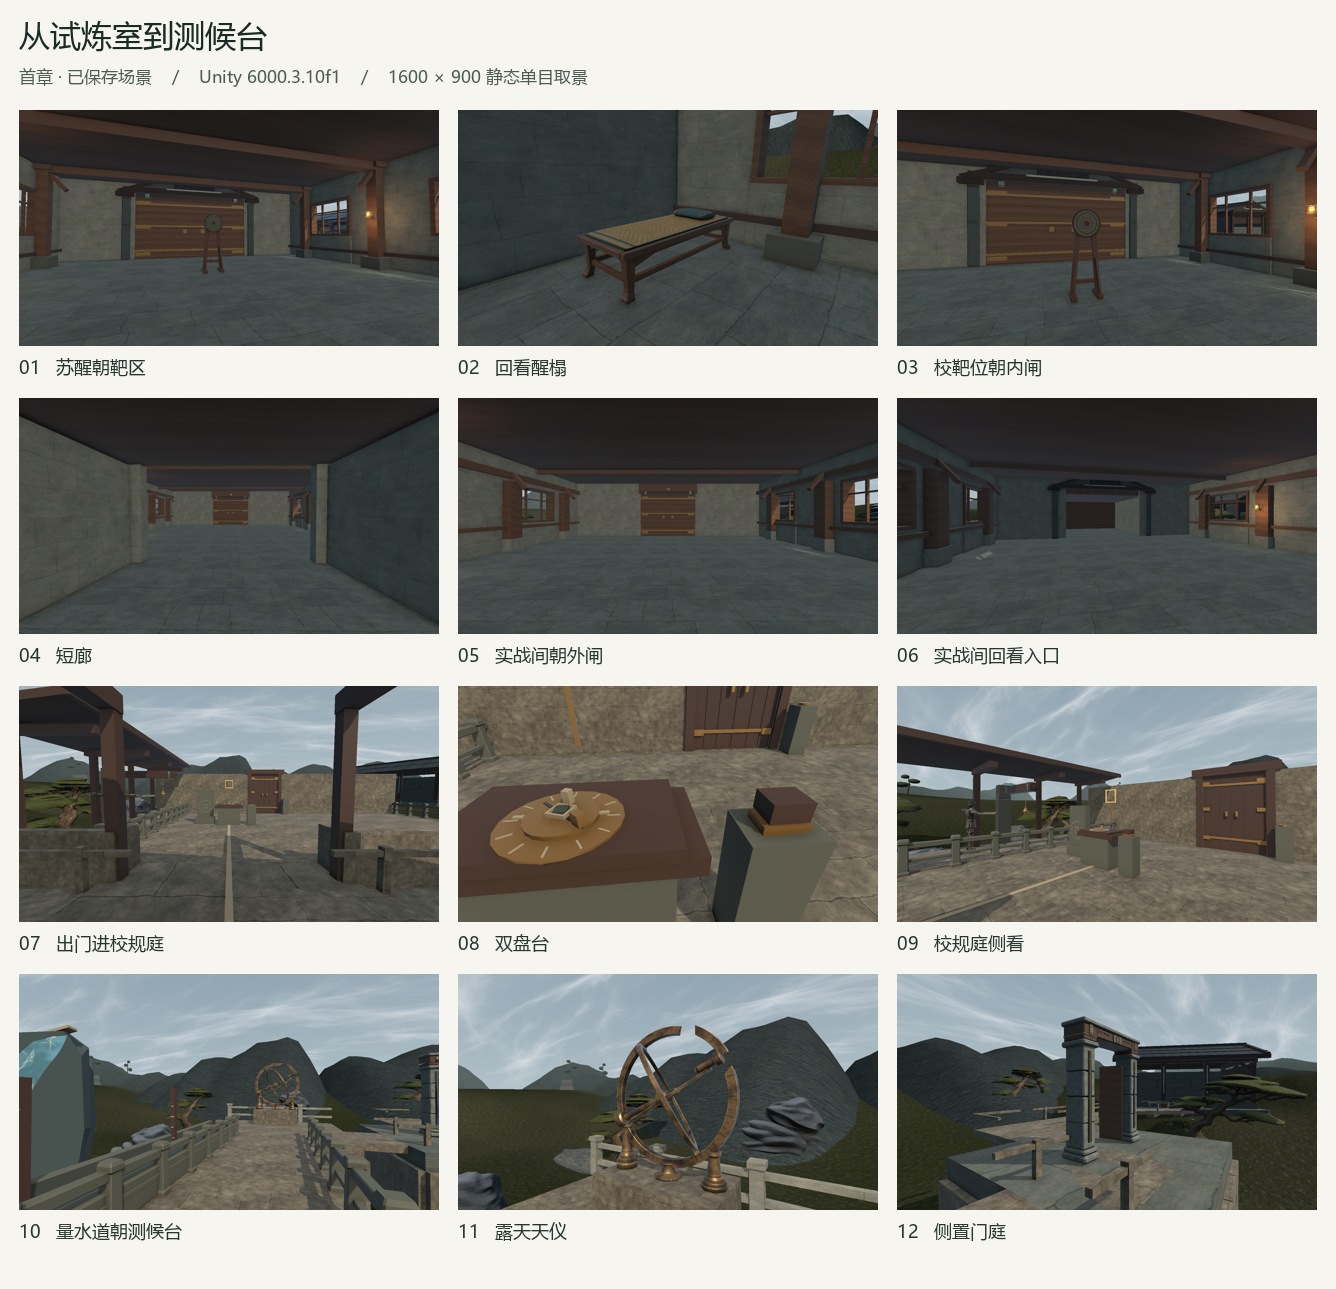 从试炼室到测候台
首章 · 已保存场景 / Unity 6000.3.10f1 / 1600 × 900 静态单目取景
01 苏醒朝靶区
02 回看醒榻
03 校靶位朝内闸
04 短廊
05 实战间朝外闸
06 实战间回看入口
07 出门进校规庭
08 双盘台
09 校规庭侧看
10 量水道朝测候台
11 露天天仪
12 侧置门庭